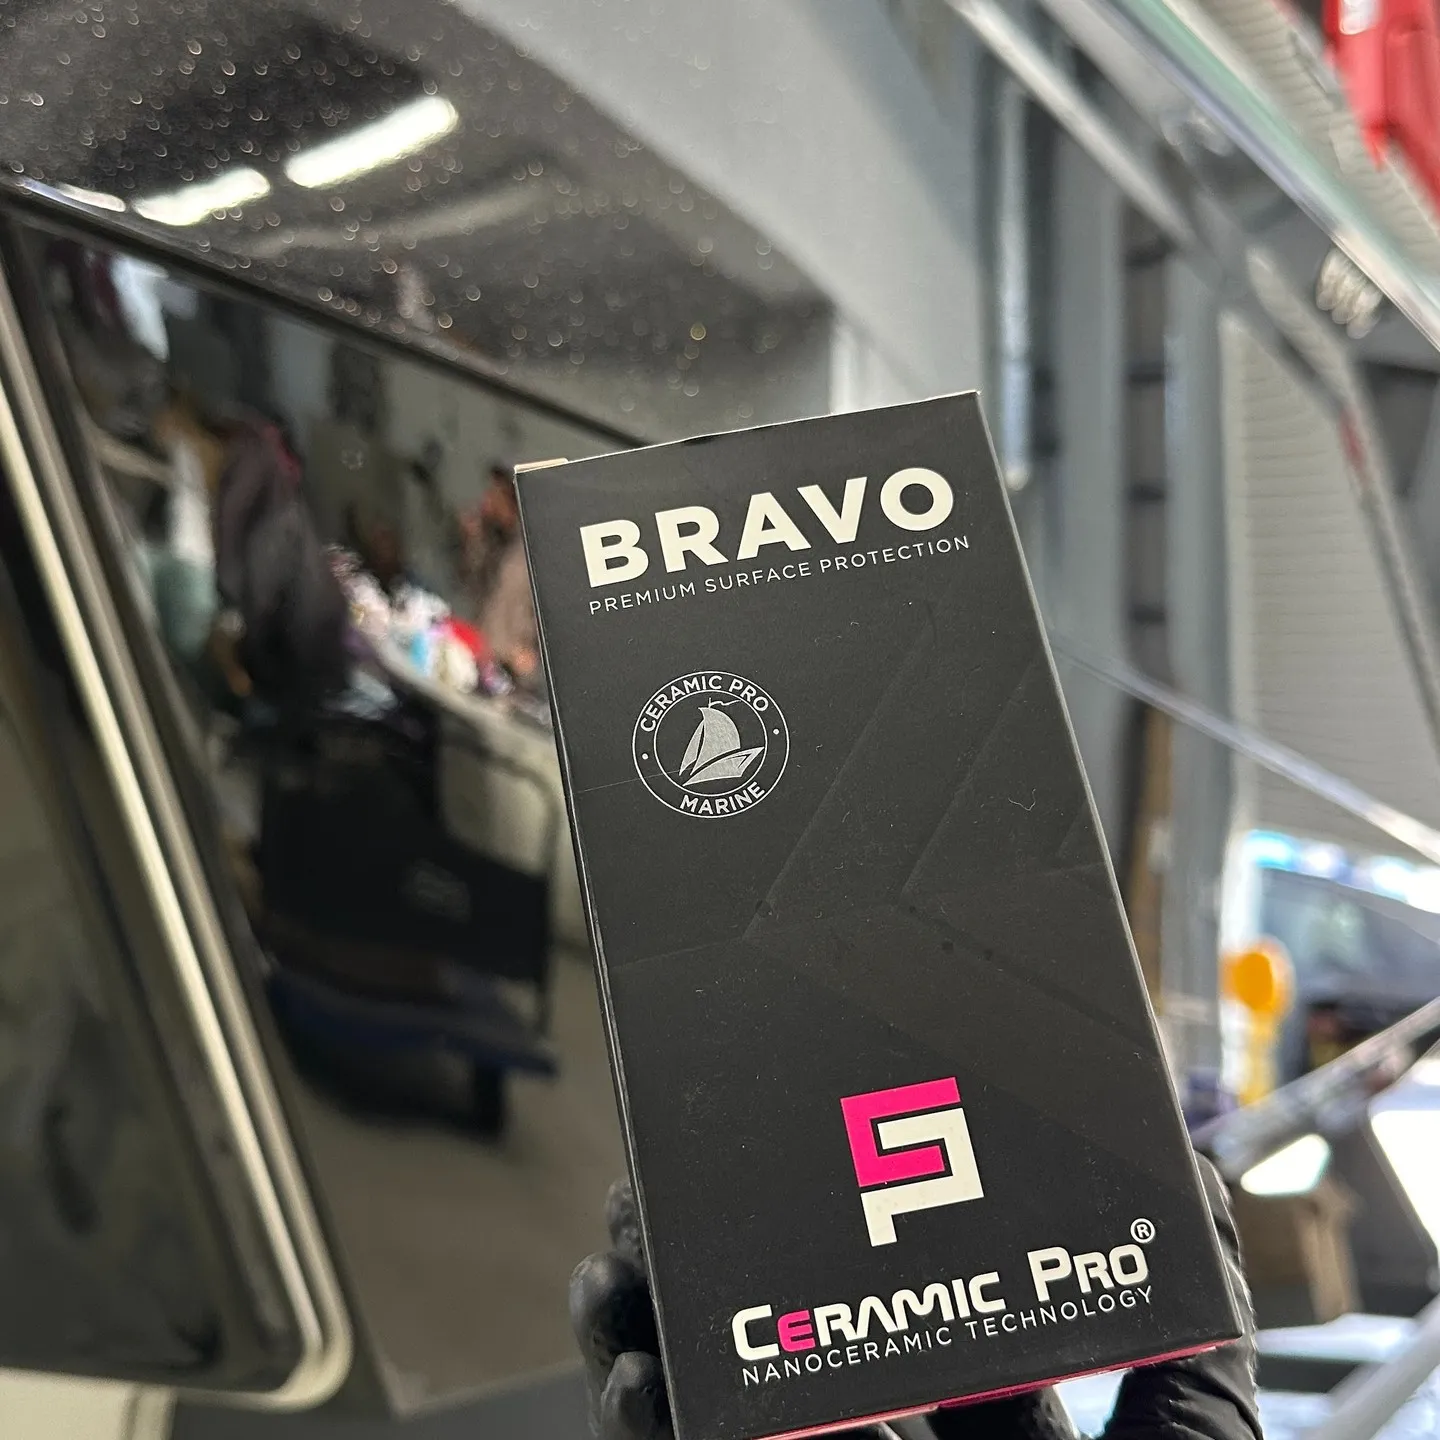 BRAVO
PREMIUM SURFACE PROTECTION
CERAMIC PRO
MARINE
CERAMIC PRO®
NANOCERAMIC TECHNOLOGY